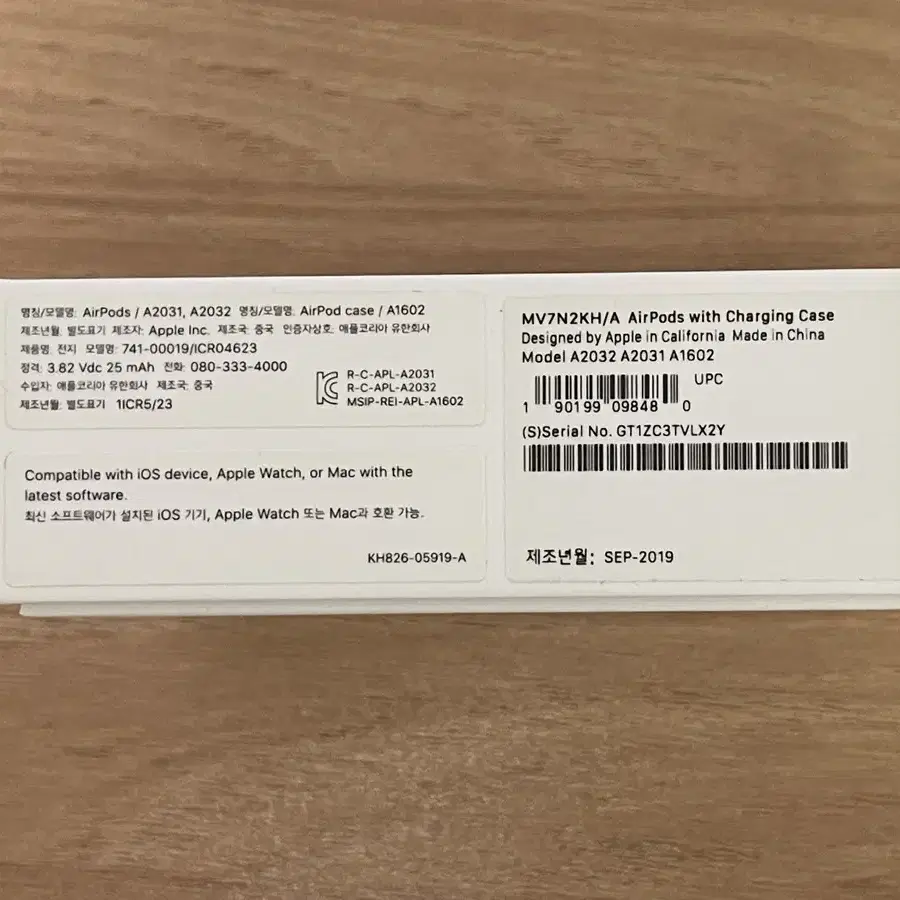 명칭/모델명: AirPods / A2031, A2032 명칭/모델명: AirPod case / A1602
제조년월: 별도표기 제조자: Apple Inc. 제조국: 중국 인증자상호: 애플코리아 유한회사
제품명: 전지 모델명: 741-00019/ICR04623
정격: 3.82 Vdc 25 mAh 전화: 080-333-4000
수입자: 애플코리아 유한회사 제조국: 중국
제조년월: 별도표기 1ICR5/23
R-C-APL-A2031
R-C-APL-A2032
MSIP-REI-APL-A1602
Compatible with iOS device, Apple Watch, or Mac with the
latest software.
최신 소프트웨어가 설치된 iOS 기기, Apple Watch 또는 Mac과 호환 가능.
KH826-05919-A
MV7N2KH/A AirPods with Charging Case
Designed by Apple in California Made in China
Model A2032 A2031 A1602
UPC
1 90199 09848 0
(S)Serial No. GT1ZC3TVLX2Y
제조년월: SEP-2019